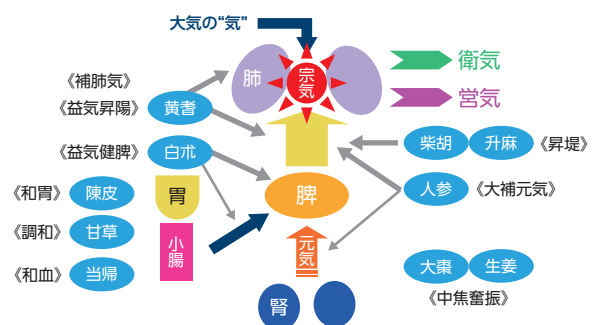 大気の“気”
肺
宗気
衛気
営気
《補肺気》
《益気昇陽》
黄耆
《益気健脾》
白朮
柴胡
升麻
《昇堤》
人参
《大補元気》
《和胃》
陳皮
胃
脾
《調和》
甘草
小腸
元気
《和血》
当帰
大棗
生姜
《中焦奮振》
腎